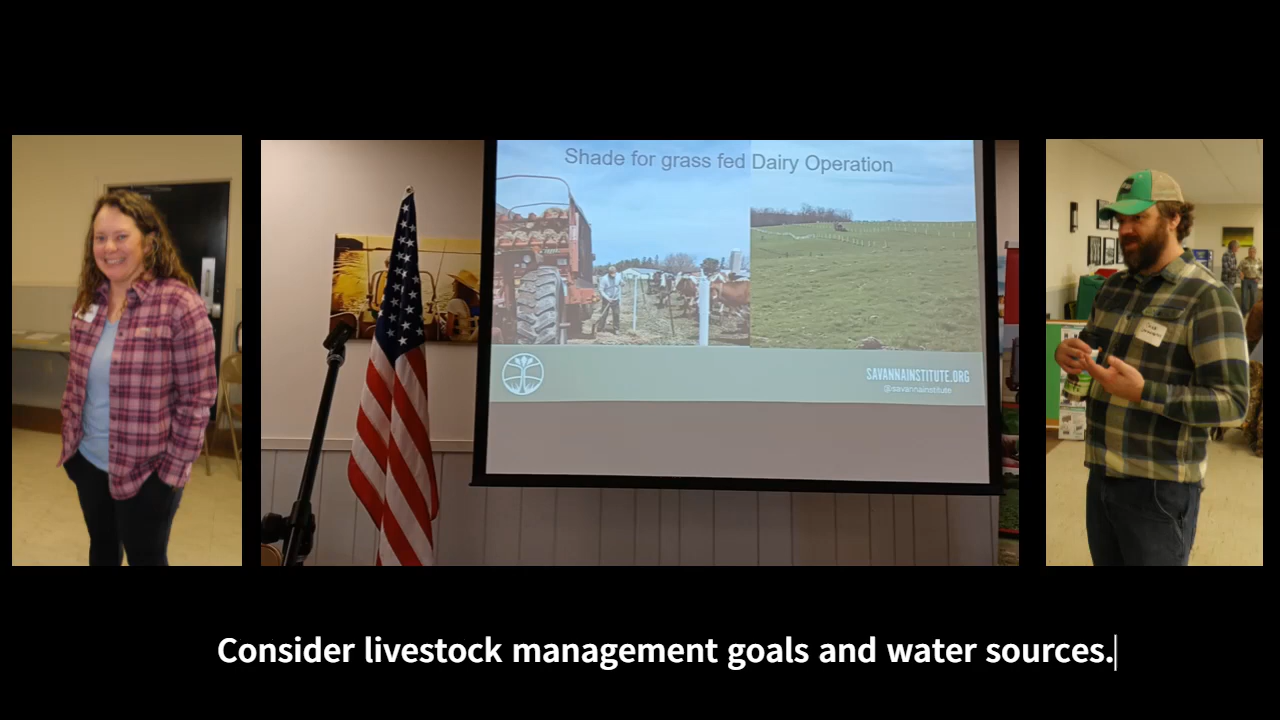 Shade for grass fed Dairy Operation
SAVANNAINSTITUTE.ORG
@savannainstitute
Consider livestock management goals and water sources.